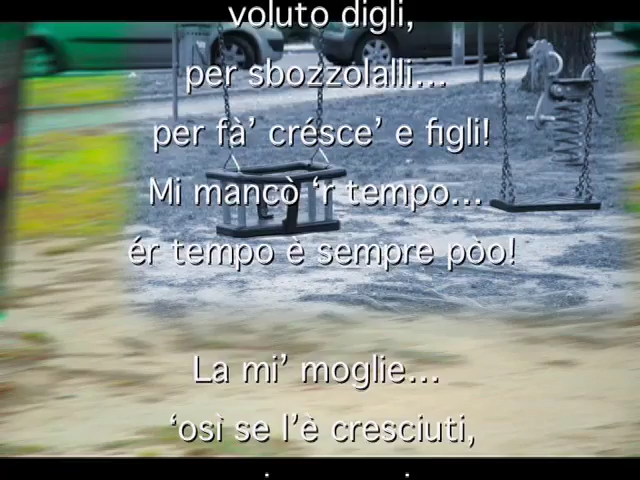 voluto digli,
per sbozzolalli...
per fà' crésce' e figli!
Mi mancò 'r tempo...
ér tempo è sempre pòo!
La mi' moglie...
'osì se l'è cresciuti,